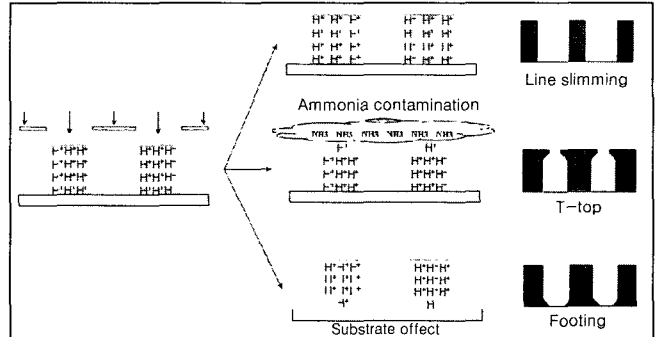 H⁺H⁺H⁺ H⁺H⁺H⁺
H⁺H⁺H⁺ H⁺H⁺H⁺
H⁺H⁺H⁺ H⁺H⁺H⁺
H⁺H⁺H⁺ H⁺H⁺H⁺
H⁺ H⁺ H⁺ H⁺ H⁺ H⁺
H⁺ H⁺ H⁺ H⁺ H⁺ H⁺
H⁺ H⁺ H⁺ H⁺ H⁺ H⁺
H⁺ H⁺ H⁺ H⁺ H⁺ H⁺
Line slimming
Ammonia contamination
NH3 NH3 NH3 NH3 NH3 NH3
H⁺ H⁺
H⁺H⁺H⁺ H⁺H⁺H⁺
H⁺H⁺H⁺ H⁺H⁺H⁺
H⁺H⁺H⁺ H⁺H⁺H⁺
T-top
H⁺H⁺H⁺ H⁺H⁺H⁺
H⁺H⁺H⁺ H⁺H⁺H⁺
H⁺H⁺H⁺ H⁺H⁺H⁺
H⁺ H
Substrate offect
Footing